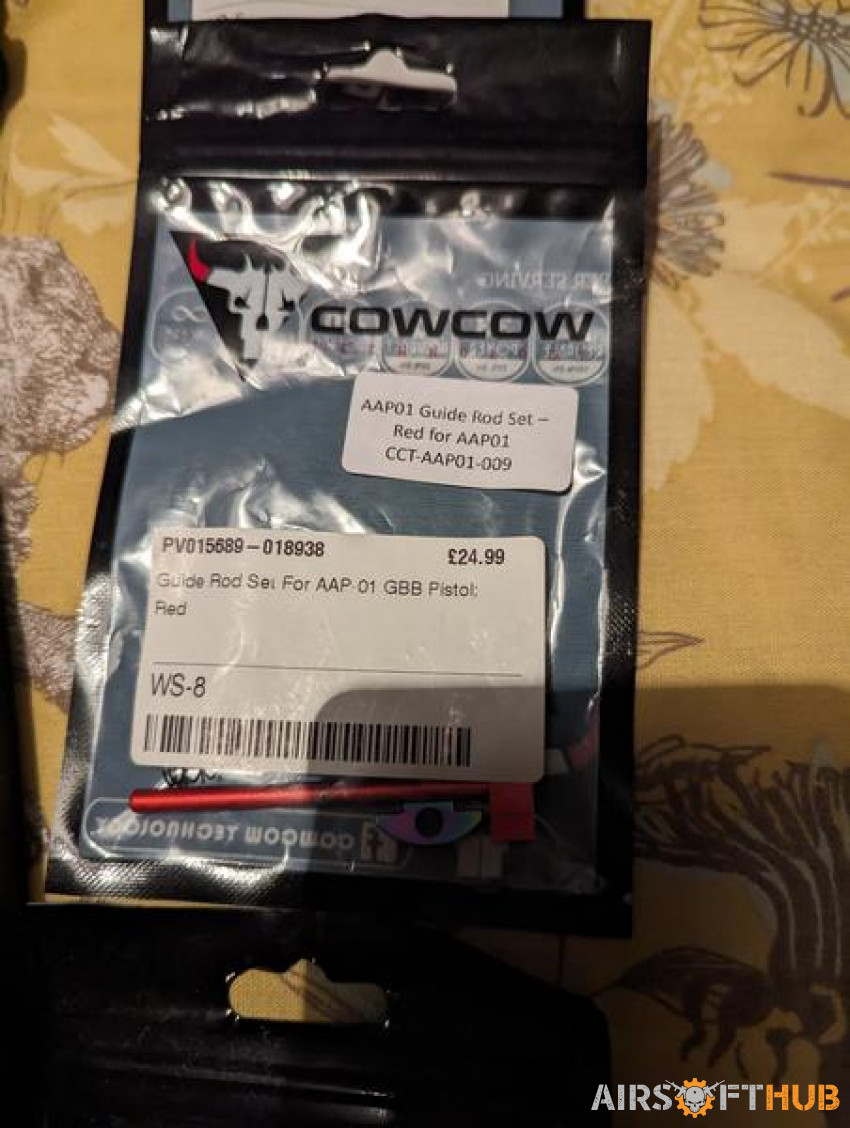 COWCOW
AAP01 Guide Rod Set –
Red for AAP01
CCT-AAP01-009
PV015689-018938 £24.99
Guide Rod Set For AAP-01 GBB Pistol:
Red
WS-8
COWCOW TECHNOLOGY
AIRSOFTHUB